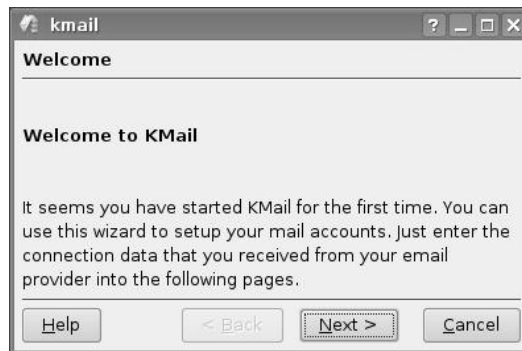 kmail
Welcome
Welcome to KMail
It seems you have started KMail for the first time. You can
use this wizard to setup your mail accounts. Just enter the
connection data that you received from your email
provider into the following pages.
Help < Back Next > Cancel